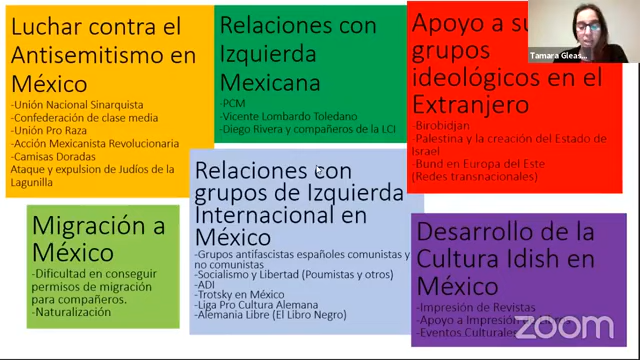 Luchar contra el
Antisemitismo en
México
-Unión Nacional Sinarquista
-Confederación de clase media
-Unión Pro Raza
-Acción Mexicanista Revolucionaria
-Camisas Doradas
Ataque y expulsion de Judíos de la
Lagunilla
Relaciones con
Izquierda
Mexicana
-PCM
-Vicente Lombardo Toledano
-Diego Rivera y compañeros de la LCI
Apoyo a
grupos
ideológicos en el
Extranjero
-Birobidjan
-Palestina y la creación del Estado de
Israel
-Bund en Europa del Este
(Redes transnacionales)
Tamara Gleas...
Migración a
México
-Dificultad en conseguir
permisos de migración
para compañeros.
-Naturalización
Relaciones con
grupos de Izquierda
Internacional en
México
-Grupos antifascistas españoles comunistas y
no comunistas
-Socialismo y Libertad (Poumistas y otros)
-ADI
-Trotsky en México
-Liga Pro Cultura Alemana
-Alemania Libre (El Libro Negro)
Desarrollo de la
Cultura Idish en
México
-Impresión de Revistas
-Apoyo a Impresión
-Eventos Culturales
zoom